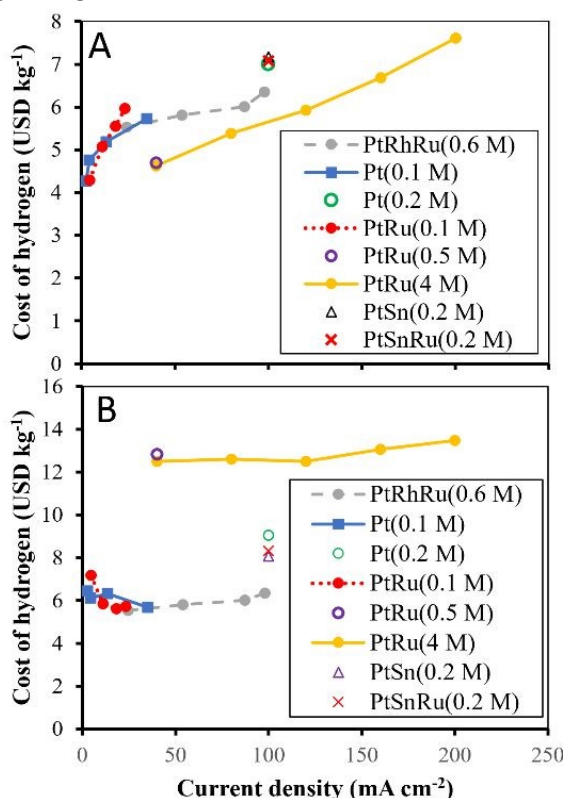 A
Cost of hydrogen (USD kg⁻¹)
8
7
6
5
4
3
2
1
0
PtRhRu(0.6 M)
Pt(0.1 M)
Pt(0.2 M)
PtRu(0.1 M)
PtRu(0.5 M)
PtRu(4 M)
PtSn(0.2 M)
PtSnRu(0.2 M)
B
Cost of hydrogen (USD kg⁻¹)
16
14
12
10
8
6
4
2
0
PtRhRu(0.6 M)
Pt(0.1 M)
Pt(0.2 M)
PtRu(0.1 M)
PtRu(0.5 M)
PtRu(4 M)
PtSn(0.2 M)
PtSnRu(0.2 M)
0 50 100 150 200 250
Current density (mA cm⁻²)